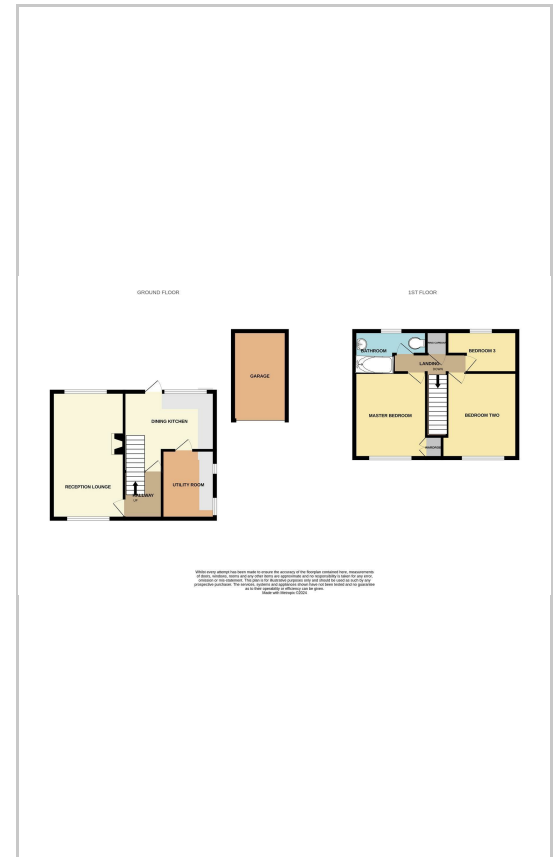 GROUND FLOOR
1ST FLOOR
GARAGE
BATHROOM
LANDING
DOWN
BEDROOM 3
MASTER BEDROOM
BEDROOM TWO
WARDROBE
DINING KITCHEN
RECEPTION LOUNGE
HALLWAY
UP
UTILITY ROOM
Whilst every attempt has been made to ensure the accuracy of the floorplan contained here, measurements
of doors, windows, rooms and any other items are approximate and no responsibility is taken for any error,
omission or mis-statement. This plan is for illustrative purposes only and should be used as such by any
prospective purchaser. The services, systems and appliances shown have not been tested and no guarantee
as to their operability or efficiency can be given.
Made with Metropix ©2024